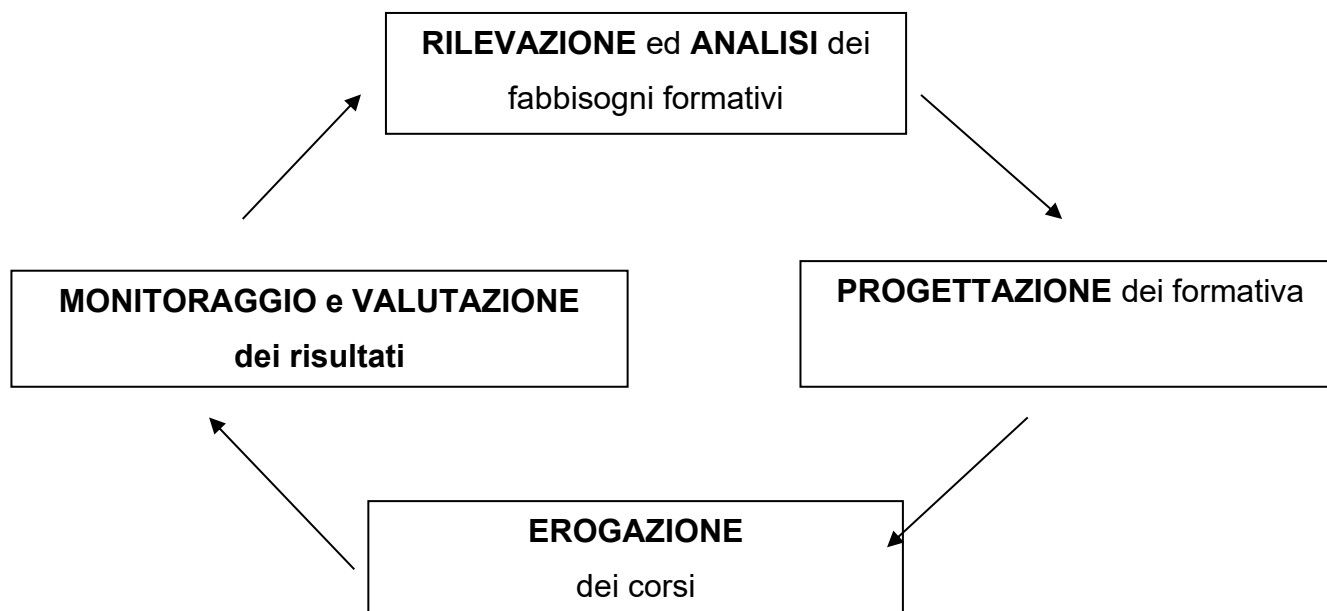 RILEVAZIONE ed ANALISI dei
fabbisogni formativi
MONITORAGGIO e VALUTAZIONE
dei risultati
PROGETTAZIONE dei formativa
EROGAZIONE
dei corsi